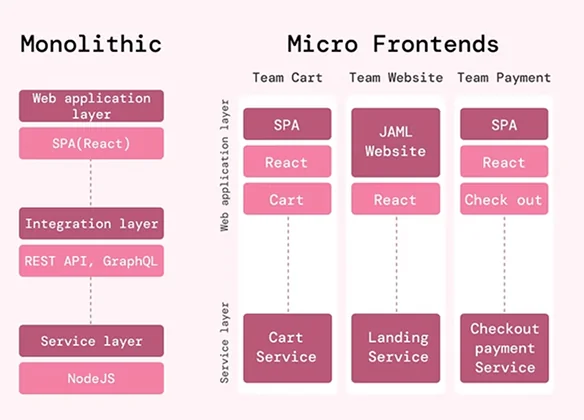 Monolithic
Web application
layer
SPA(React)
Integration layer
REST API, GraphQL
Service layer
NodeJS
Micro Frontends
Team Cart
Team Website
Team Payment
Web application layer
SPA
React
Cart
JAML
Website
React
SPA
React
Check out
Service layer
Cart
Service
Landing
Service
Checkout
payment
Service